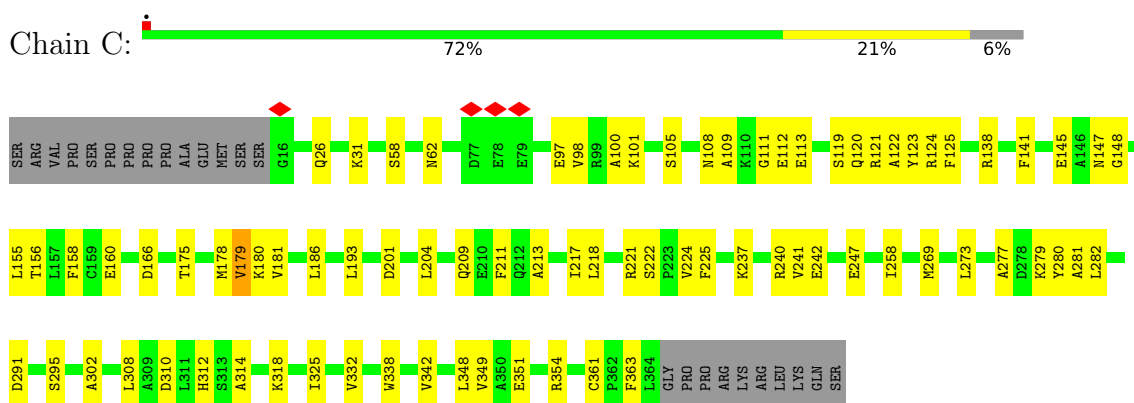 Chain C:
72% 21% 6%
SER ARG VAL PRO SER PRO PRO PRO PRO ALA GLU MET SER SER G16 Q26 K31 S58 N62 D77 E78 E79 E97 V98 R99 A100 K101 S105 N108 A109 K110 G111 E112 E113 S119 Q120 R121 A122 Y123 R124 F125 R138 F141 E145 A146 N147 G148
L155 T156 L157 F158 C159 E160 D166 T175 M178 V179 K180 V181 L186 L193 D201 L204 Q209 E210 F211 Q212 A213 I217 L218 R221 S222 P223 V224 F225 K237 R240 V241 E242 E247 I258 M269 L273 A277 D278 K279 Y280 A281 L282
D291 S295 A302 L308 A309 D310 L311 H312 S313 A314 K318 I325 V332 W338 V342 L348 V349 A350 E351 R354 C361 P362 F363 L364 GLY PRO PRO ARG LYS ARG LEU LYS GLN SER